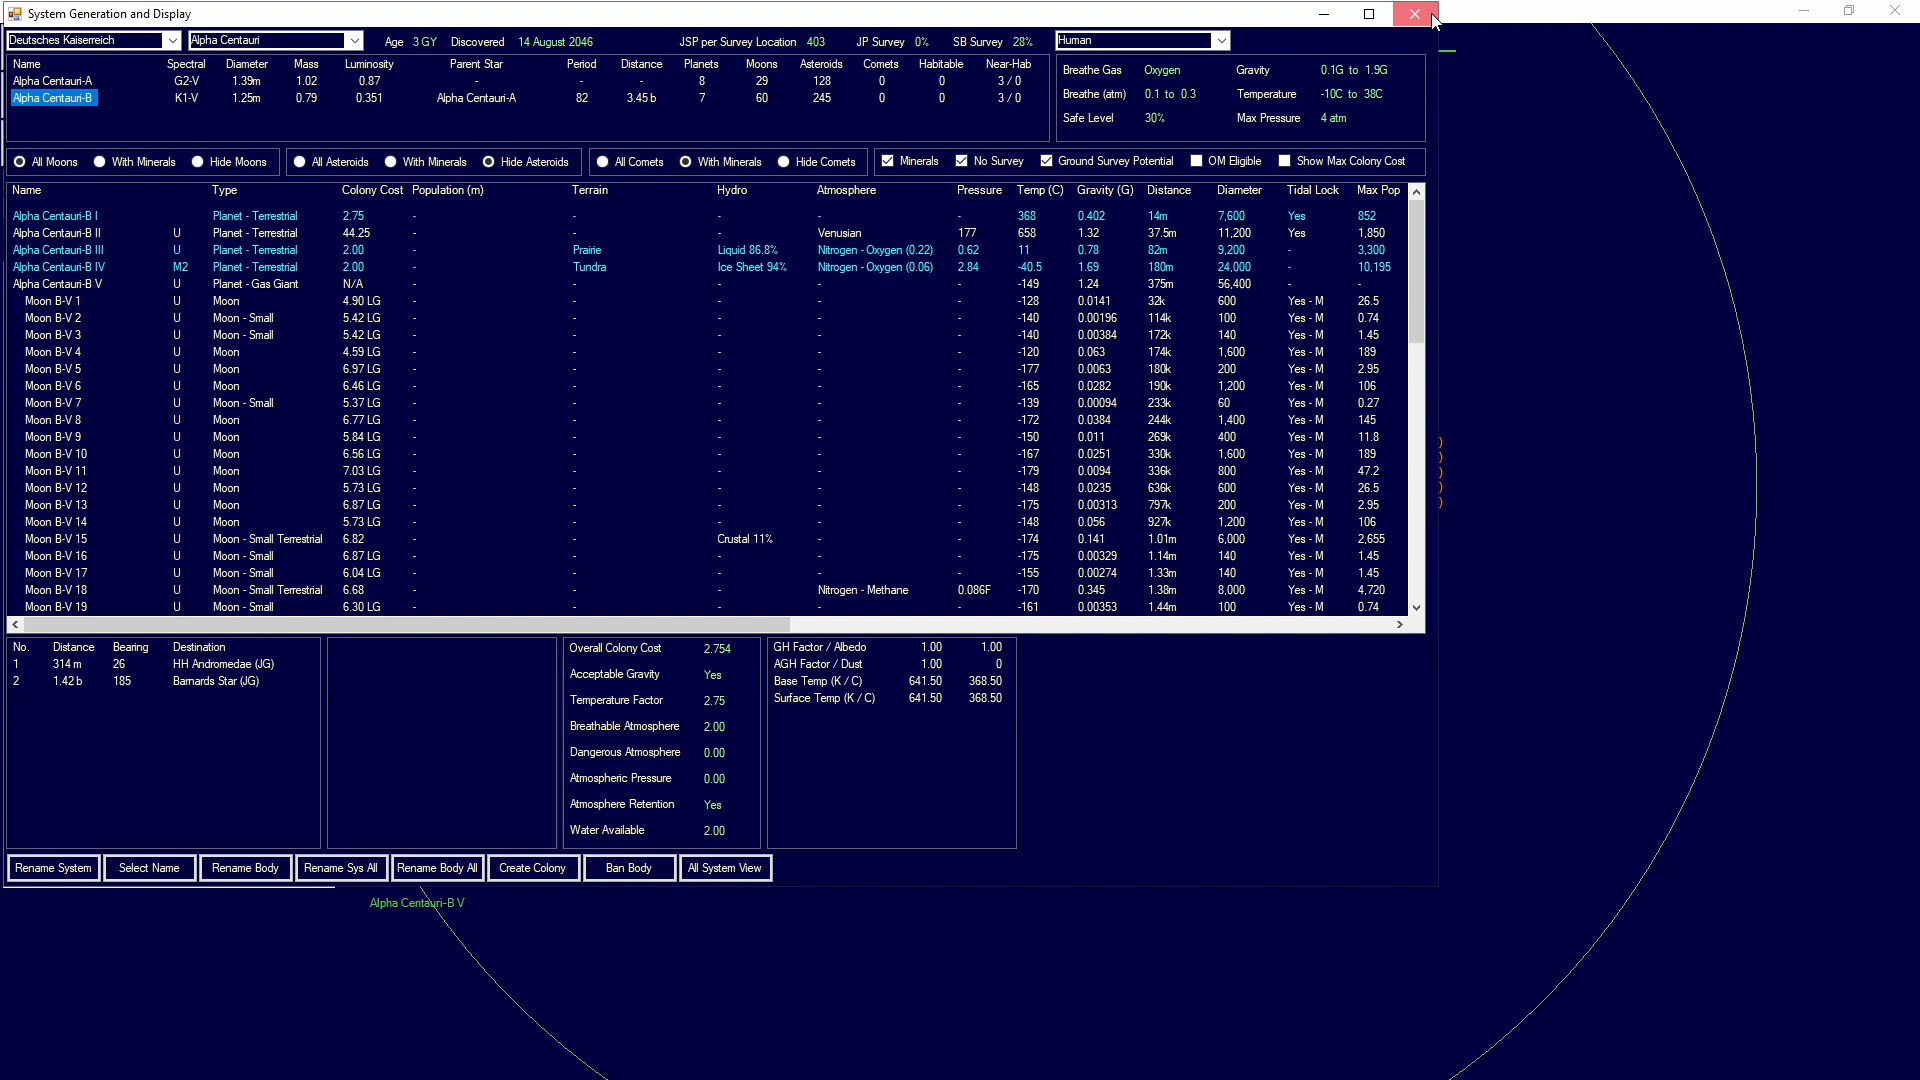 System Generation and Display
Deutsches Kaiserreich Alpha Centauri Age 3 GY Discovered 14 August 2046 JSP per Survey Location 403 JP Survey 0% SB Survey 28% Human
Name Spectral Diameter Mass Luminosity Parent Star Period Distance Planets Moons Asteroids Comets Habitable Near-Hab
Alpha Centauri-A G2-V 1.39m 1.02 0.87 - - - 8 29 128 0 0 3 / 0
Alpha Centauri-B K1-V 1.25m 0.79 0.351 Alpha Centauri-A 82 3.45 b 7 60 245 0 0 3 / 0
Breathe Gas Oxygen Gravity 0.1G to 1.9G
Breathe (atm) 0.1 to 0.3 Temperature -10C to 38C
Safe Level 30% Max Pressure 4 atm
All Moons With Minerals Hide Moons All Asteroids With Minerals Hide Asteroids All Comets With Minerals Hide Comets Minerals No Survey Ground Survey Potential OM Eligible Show Max Colony Cost
Name Type Colony Cost Population (m) Terrain Hydro Atmosphere Pressure Temp (C) Gravity (G) Distance Diameter Tidal Lock Max Pop
Alpha Centauri-B I Planet - Terrestrial 2.75 - - - - - 368 0.402 14m 7,600 Yes 852
Alpha Centauri-B II U Planet - Terrestrial 44.25 - - - Venusian 177 658 1.32 37.5m 11,200 Yes 1,850
Alpha Centauri-B III U Planet - Terrestrial 2.00 - Prairie Liquid 86.8% Nitrogen - Oxygen (0.22) 0.62 11 0.78 82m 9,200 - 3,300
Alpha Centauri-B IV M2 Planet - Terrestrial 2.00 - Tundra Ice Sheet 94% Nitrogen - Oxygen (0.06) 2.84 -40.5 1.69 180m 24,000 - 10,195
Alpha Centauri-B V U Planet - Gas Giant N/A - - - - - -149 1.24 375m 56,400 - -
Moon B-V 1 U Moon 4.90 LG - - - - - -128 0.0141 32k 600 Yes - M 26.5
Moon B-V 2 U Moon - Small 5.42 LG - - - - - -140 0.00196 114k 100 Yes - M 0.74
Moon B-V 3 U Moon - Small 5.42 LG - - - - - -140 0.00384 172k 140 Yes - M 1.45
Moon B-V 4 U Moon 4.59 LG - - - - - -120 0.063 174k 1,600 Yes - M 189
Moon B-V 5 U Moon 6.97 LG - - - - - -177 0.0063 180k 200 Yes - M 2.95
Moon B-V 6 U Moon 6.46 LG - - - - - -165 0.0282 190k 1,200 Yes - M 106
Moon B-V 7 U Moon - Small 5.37 LG - - - - - -139 0.00094 233k 60 Yes - M 0.27
Moon B-V 8 U Moon 6.77 LG - - - - - -172 0.0384 244k 1,400 Yes - M 145
Moon B-V 9 U Moon 5.84 LG - - - - - -150 0.011 269k 400 Yes - M 11.8
Moon B-V 10 U Moon 6.56 LG - - - - - -167 0.0251 330k 1,600 Yes - M 189
Moon B-V 11 U Moon 7.03 LG - - - - - -179 0.0094 336k 800 Yes - M 47.2
Moon B-V 12 U Moon 5.73 LG - - - - - -148 0.0235 636k 600 Yes - M 26.5
Moon B-V 13 U Moon 6.87 LG - - - - - -175 0.00313 797k 200 Yes - M 2.95
Moon B-V 14 U Moon 5.73 LG - - - - - -148 0.056 927k 1,200 Yes - M 106
Moon B-V 15 U Moon - Small Terrestrial 6.82 - - Crustal 11% - - -174 0.141 1.01m 6,000 Yes - M 2,655
Moon B-V 16 U Moon - Small 6.87 LG - - - - - -175 0.00329 1.14m 140 Yes - M 1.45
Moon B-V 17 U Moon - Small 6.04 LG - - - - - -155 0.00274 1.33m 140 Yes - M 1.45
Moon B-V 18 U Moon - Small Terrestrial 6.68 - - - Nitrogen - Methane 0.086F -170 0.345 1.38m 8,000 Yes - M 4,720
Moon B-V 19 U Moon - Small 6.30 LG - - - - - -161 0.00353 1.44m 100 Yes - M 0.74
No. Distance Bearing Destination
1 314 m 26 HH Andromedae (JG)
2 1.42 b 185 Barnards Star (JG)
Overall Colony Cost 2.754
Acceptable Gravity Yes
Temperature Factor 2.75
Breathable Atmosphere 2.00
Dangerous Atmosphere 0.00
Atmospheric Pressure 0.00
Atmosphere Retention Yes
Water Available 2.00
GH Factor / Albedo 1.00 1.00
AGH Factor / Dust 1.00 0
Base Temp (K / C) 641.50 368.50
Surface Temp (K / C) 641.50 368.50
Rename System Select Name Rename Body Rename Sys All Rename Body All Create Colony Ban Body All System View
Alpha Centauri-B V